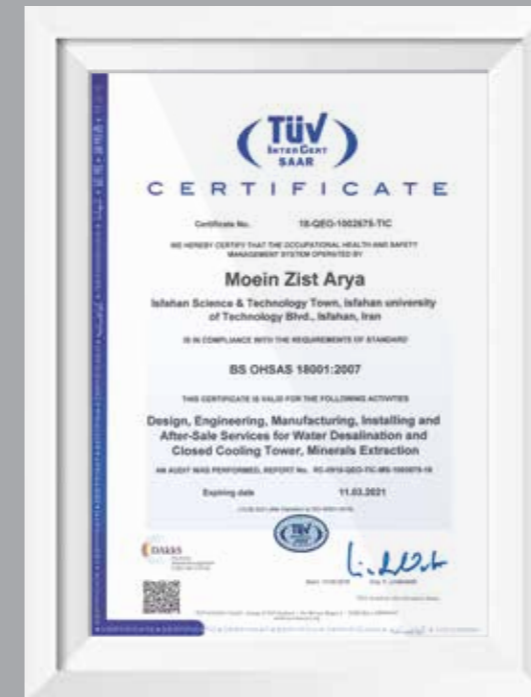 TÜV
INTERCERT
SAAR
CERTIFICATE
Certificate No. 18-QEO-1002675-TIC
WE HEREBY CERTIFY THAT THE OCCUPATIONAL HEALTH AND SAFETY
MANAGEMENT SYSTEM OPERATED BY
Moein Zist Arya
Isfahan Science & Technology Town, Isfahan university
of Technology Blvd., Isfahan, Iran
IS IN COMPLIANCE WITH THE REQUIREMENTS OF STANDARD
BS OHSAS 18001:2007
THIS CERTIFICATE IS VALID FOR THE FOLLOWING ACTIVITIES
Design, Engineering, Manufacturing, Installing and
After-Sale Services for Water Desalination and
Closed Cooling Tower, Minerals Extraction
AN AUDIT WAS PERFORMED, REPORT No.
Expiring date 11.03.2021
TÜV
DAkkS